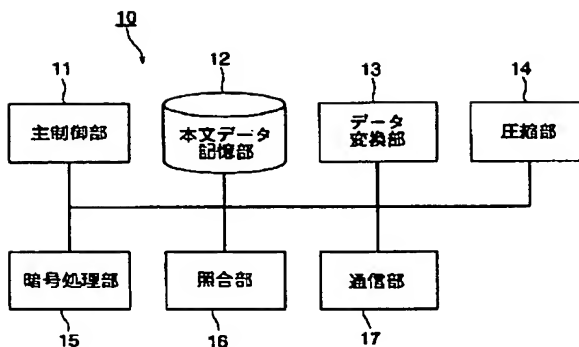 10
11
12
13
14
主制御部
本文データ
記憶部
データ
変換部
圧縮部
暗号処理部
照合部
通信部
15
16
17